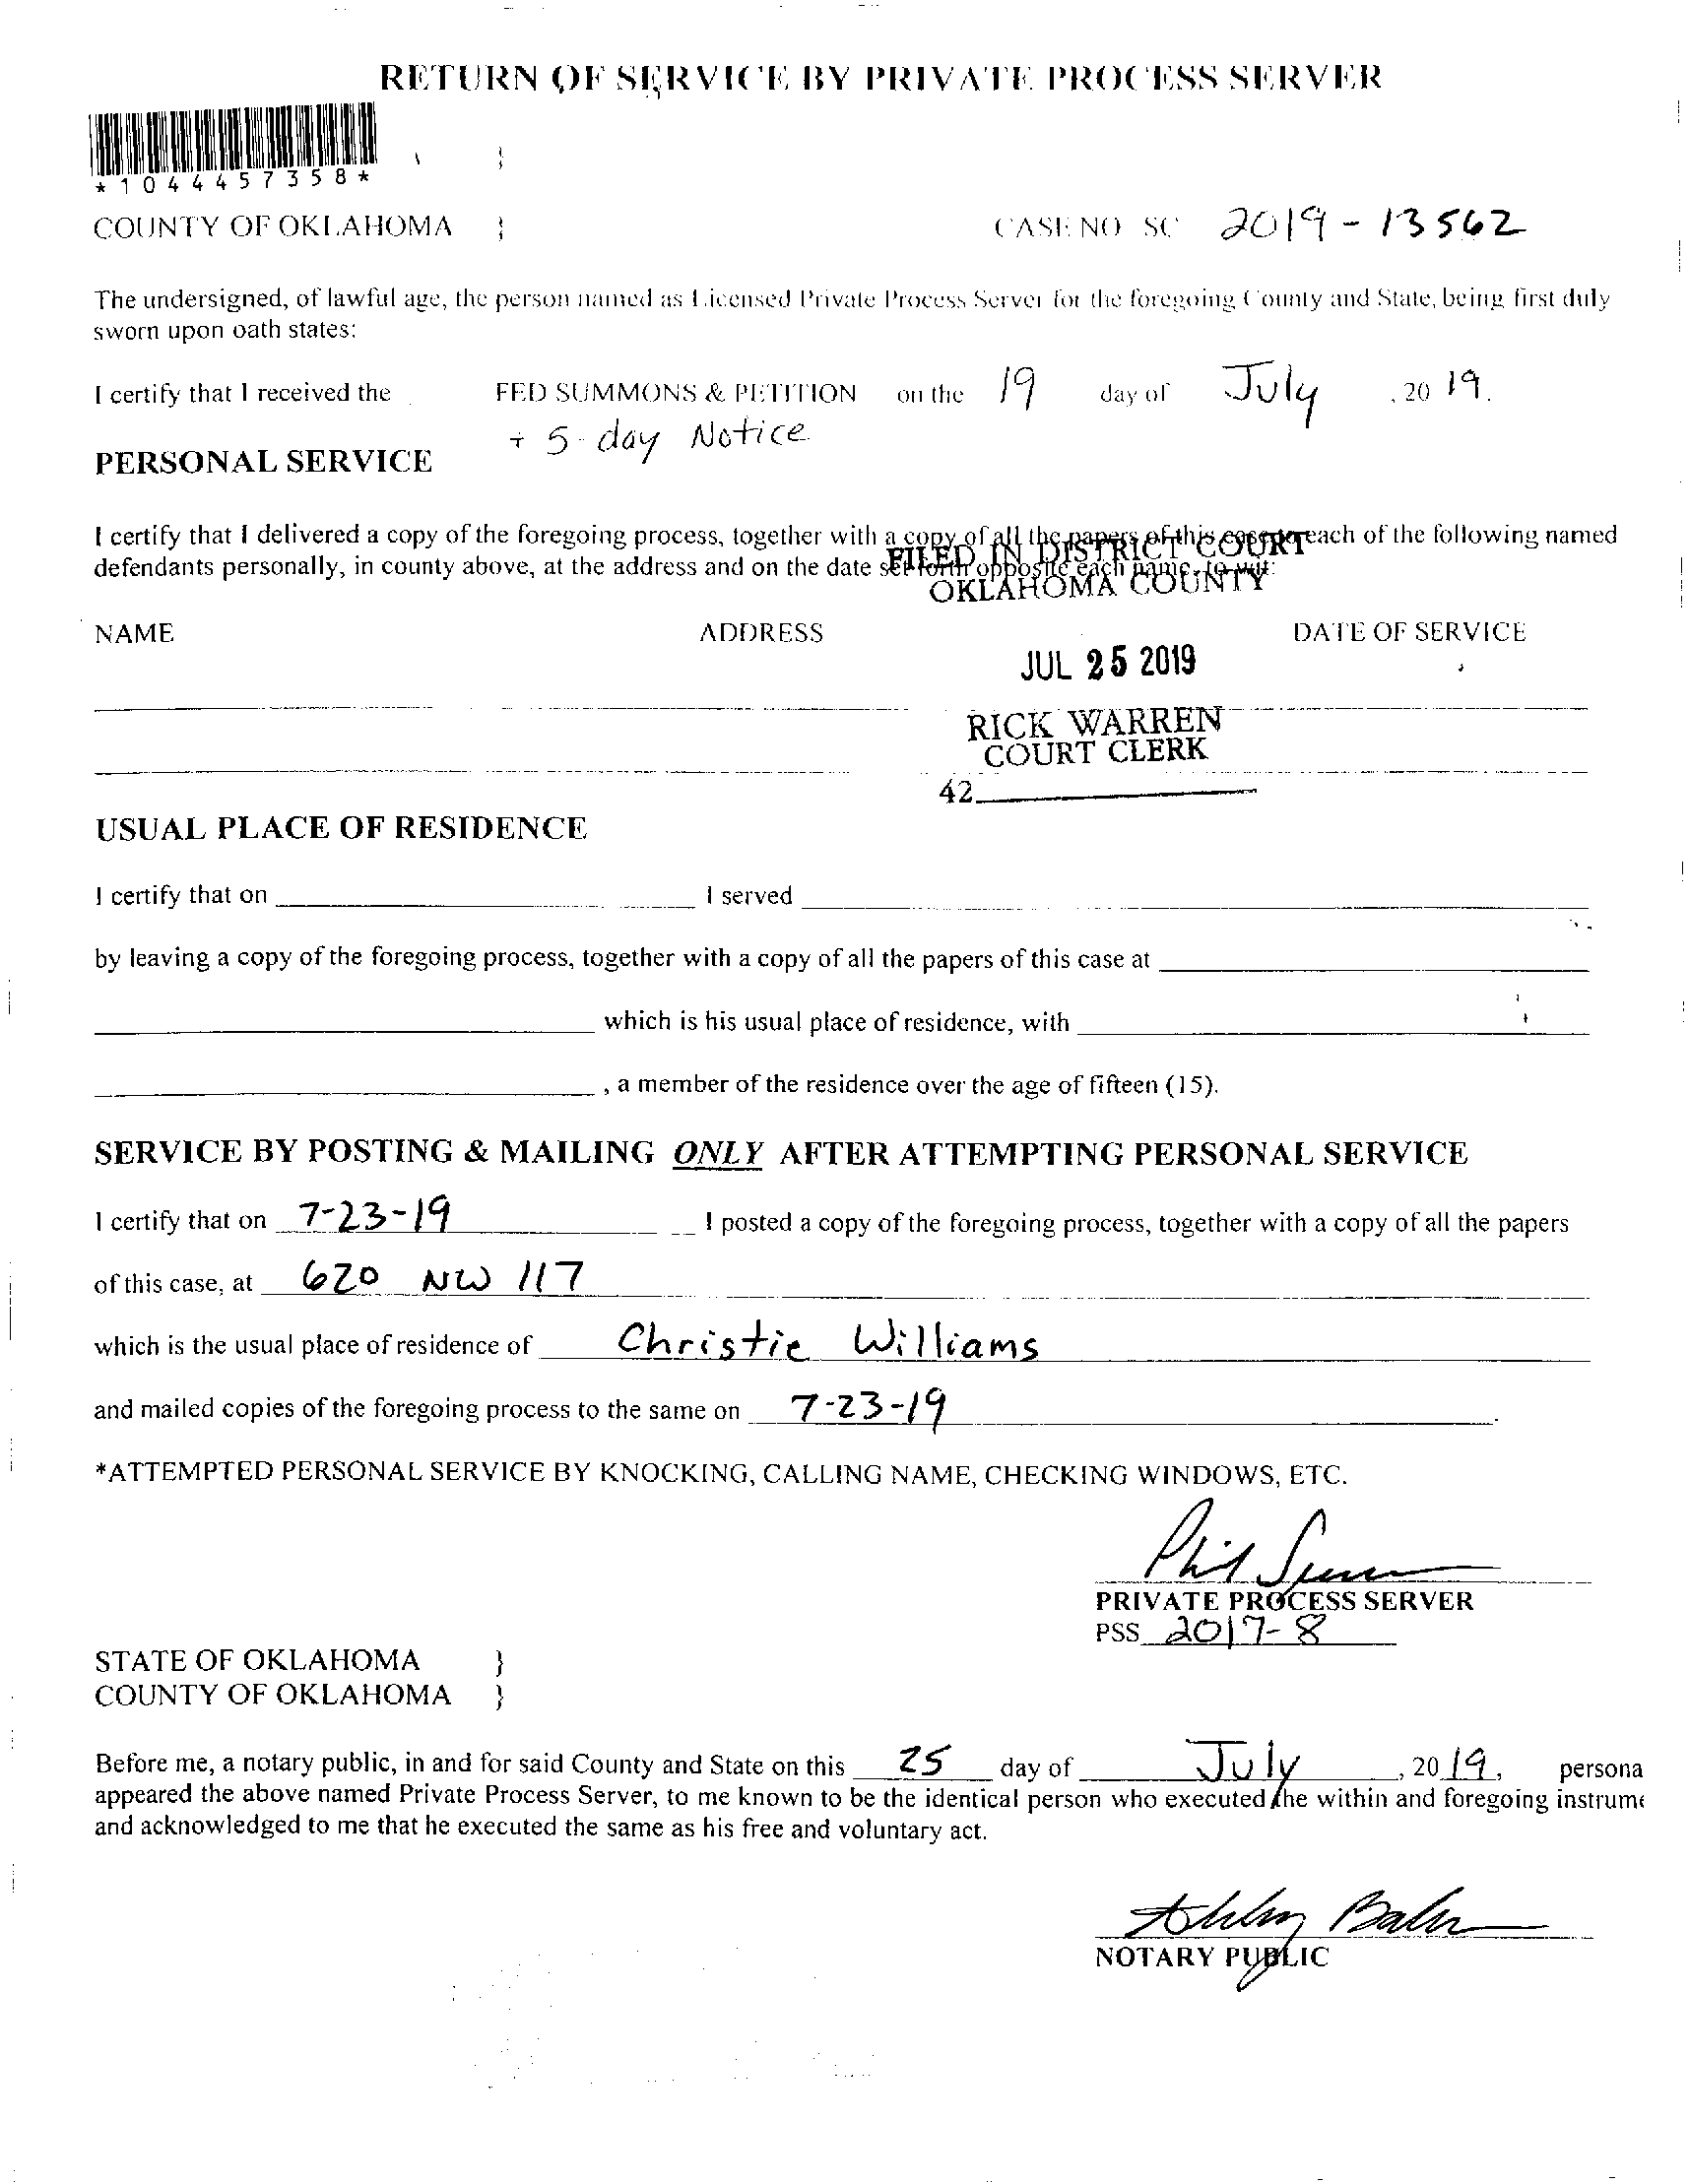 RETURN OF SERVICE BY PRIVATE PROCESS SERVER
*1044457358*
}
COUNTY OF OKLAHOMA }
CASE NO SC 2019-13562
The undersigned, of lawful age, the person named as Licensed Private Process Server for the foregoing County and State, being first duly
sworn upon oath states:
I certify that I received the FED SUMMONS & PETITION on the 19 day of July , 20 19.
+ 5-day Notice
PERSONAL SERVICE
I certify that I delivered a copy of the foregoing process, together with a copy of all the papers of this case to each of the following named
defendants personally, in county above, at the address and on the date set forth opposite each name, to-wit:
FILED IN DISTRICT COURT
OKLAHOMA COUNTY
NAME ADDRESS DATE OF SERVICE
JUL 25 2019
RICK WARREN
COURT CLERK
42
USUAL PLACE OF RESIDENCE
I certify that on I served
by leaving a copy of the foregoing process, together with a copy of all the papers of this case at
which is his usual place of residence, with
, a member of the residence over the age of fifteen (15).
SERVICE BY POSTING & MAILING ONLY AFTER ATTEMPTING PERSONAL SERVICE
I certify that on 7-23-19 I posted a copy of the foregoing process, together with a copy of all the papers
of this case, at 620 NW 117
which is the usual place of residence of Christie Williams
and mailed copies of the foregoing process to the same on 7-23-19.
*ATTEMPTED PERSONAL SERVICE BY KNOCKING, CALLING NAME, CHECKING WINDOWS, ETC.
Phil
PRIVATE PROCESS SERVER
PSS 2017-8
STATE OF OKLAHOMA }
COUNTY OF OKLAHOMA }
Before me, a notary public, in and for said County and State on this 25 day of July, 20 19, persona
appeared the above named Private Process Server, to me known to be the identical person who executed the within and foregoing instrume
and acknowledged to me that he executed the same as his free and voluntary act.
NOTARY PUBLIC